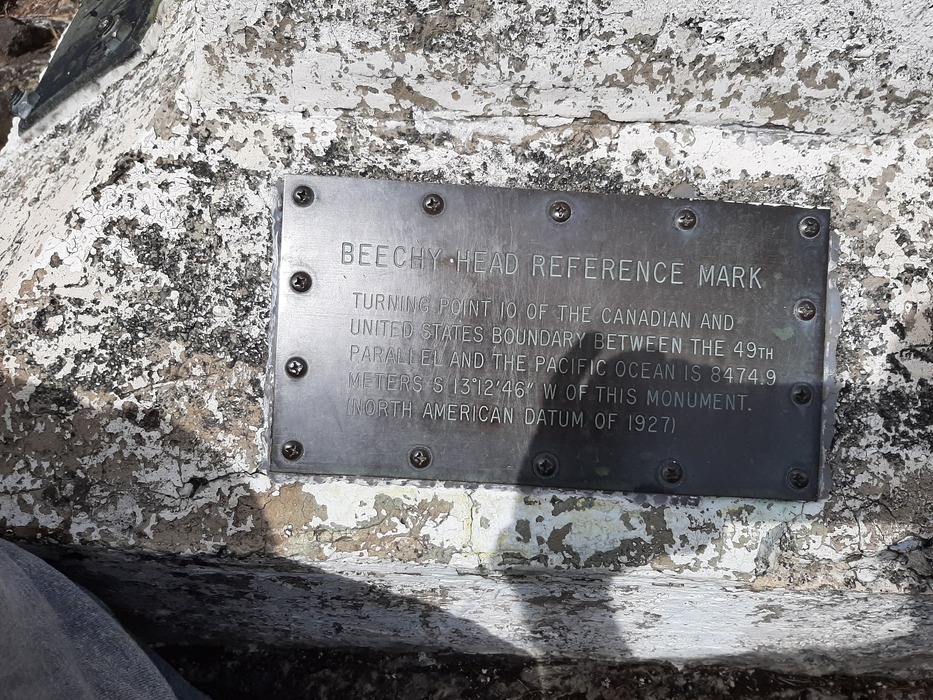 BEECHY HEAD REFERENCE MARK
TURNING POINT 10 OF THE CANADIAN AND
UNITED STATES BOUNDARY BETWEEN THE 49TH
PARALLEL AND THE PACIFIC OCEAN IS 8474.9
METERS S 13°12'46" W OF THIS MONUMENT.
(NORTH AMERICAN DATUM OF 1927)